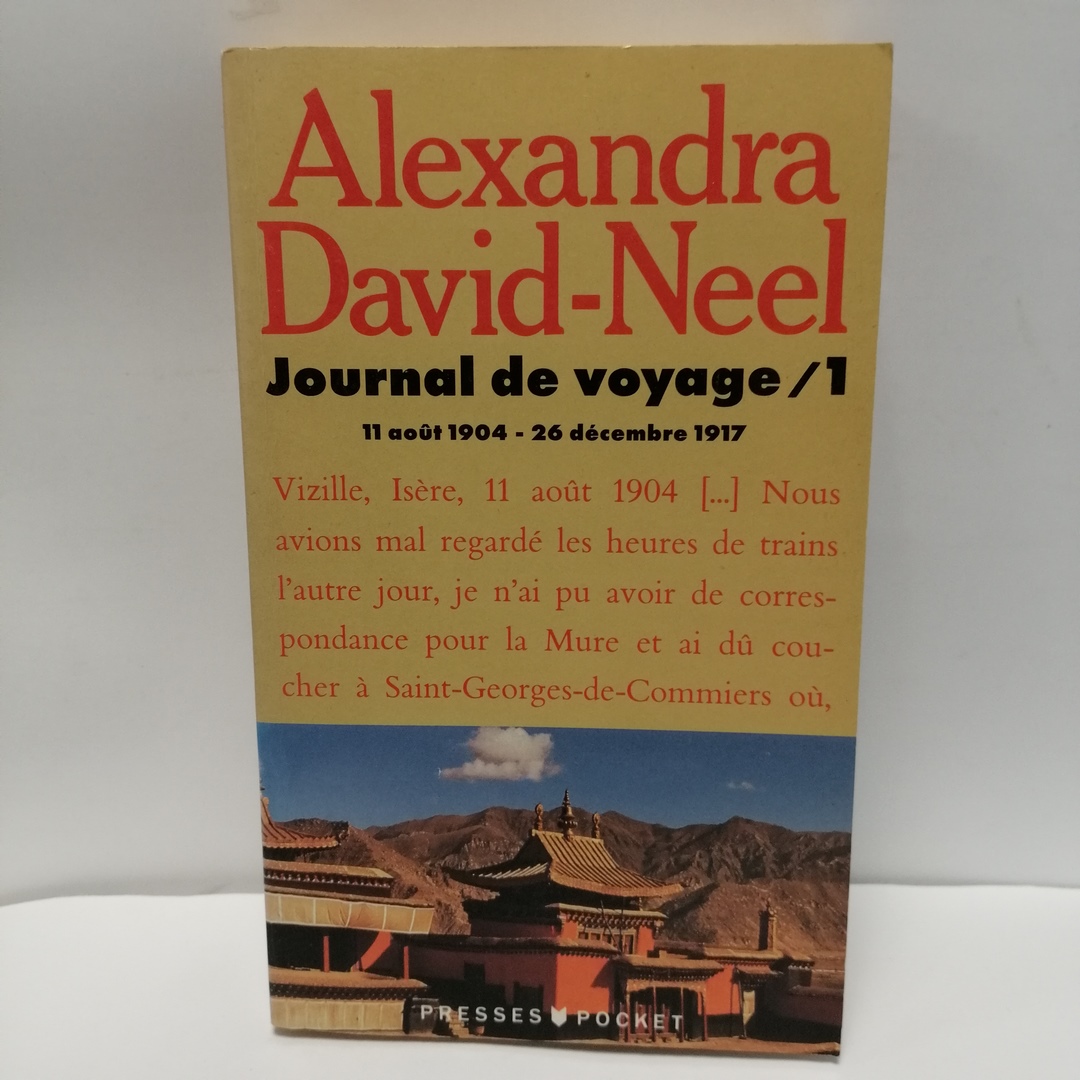 Alexandra
David-Neel
Journal de voyage/1
11 août 1904 - 26 décembre 1917
Vizille, Isère, 11 août 1904 [...] Nous
avions mal regardé les heures de trains
l'autre jour, je n'ai pu avoir de corres-
pondance pour la Mure et ai dû cou-
cher à Saint-Georges-de-Commiers où,
PRESSES POCKET